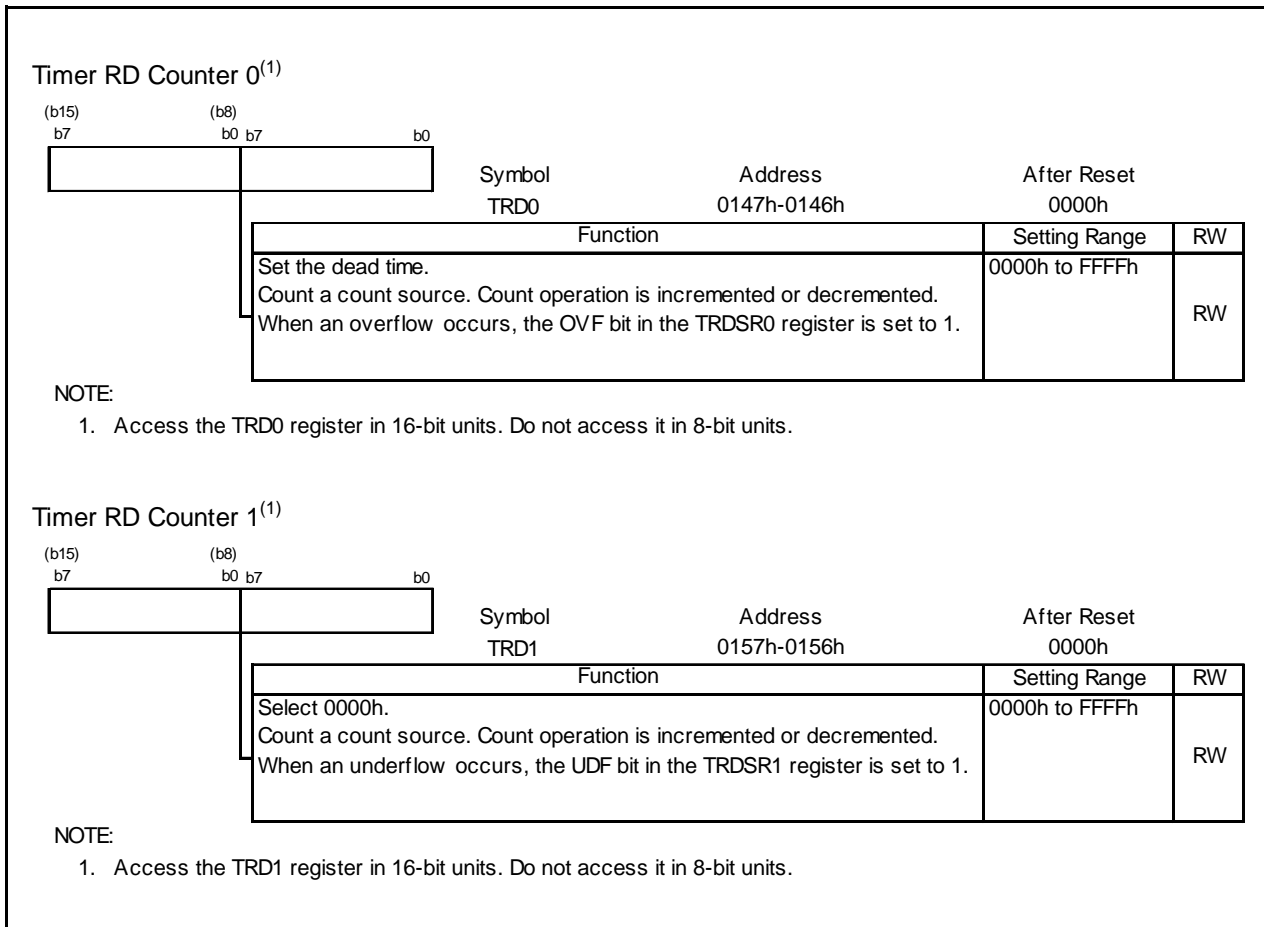 Timer RD Counter 0(1)
(b15) (b8)
b7 b0 b7 b0
Symbol Address After Reset
TRD0 0147h-0146h 0000h
Function Setting Range RW
Set the dead time. 0000h to FFFFh
Count a count source. Count operation is incremented or decremented.
When an overflow occurs, the OVF bit in the TRDSR0 register is set to 1. RW
NOTE:
1. Access the TRD0 register in 16-bit units. Do not access it in 8-bit units.
Timer RD Counter 1(1)
(b15) (b8)
b7 b0 b7 b0
Symbol Address After Reset
TRD1 0157h-0156h 0000h
Function Setting Range RW
Select 0000h. 0000h to FFFFh
Count a count source. Count operation is incremented or decremented.
When an underflow occurs, the UDF bit in the TRDSR1 register is set to 1. RW
NOTE:
1. Access the TRD1 register in 16-bit units. Do not access it in 8-bit units.